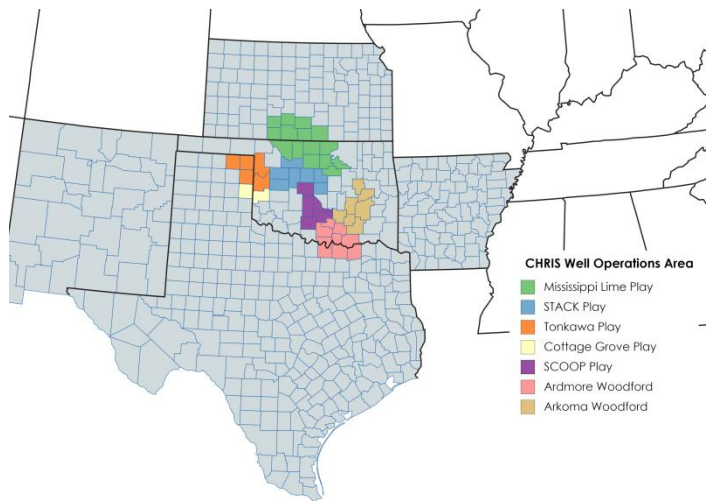 CHRIS Well Operations Area
Mississippi Lime Play
STACK Play
Tonkawa Play
Cottage Grove Play
SCOOP Play
Ardmore Woodford
Arkoma Woodford